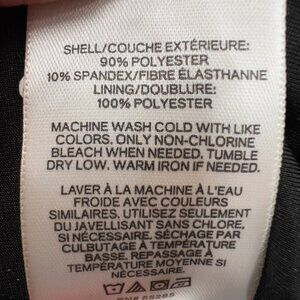 SHELL/COUCHE EXTÉRIEURE:
90% POLYESTER
10% SPANDEX/FIBRE ÉLASTHANNE
LINING/DOUBLURE:
100% POLYESTER
MACHINE WASH COLD WITH LIKE
COLORS. ONLY NON-CHLORINE
BLEACH WHEN NEEDED. TUMBLE
DRY LOW. WARM IRON IF NEEDED.
LAVER À LA MACHINE À L'EAU
FROIDE AVEC COULEURS
SIMILAIRES. UTILISEZ SEULEMENT
DU JAVELLISANT SANS CHLORE,
SI NÉCESSAIRE. SÉCHAGE PAR
CULBUTAGE À TEMPÉRATURE
BASSE. REPASSAGE À
TEMPÉRATURE MOYENNE SI
NÉCESSAIRE.